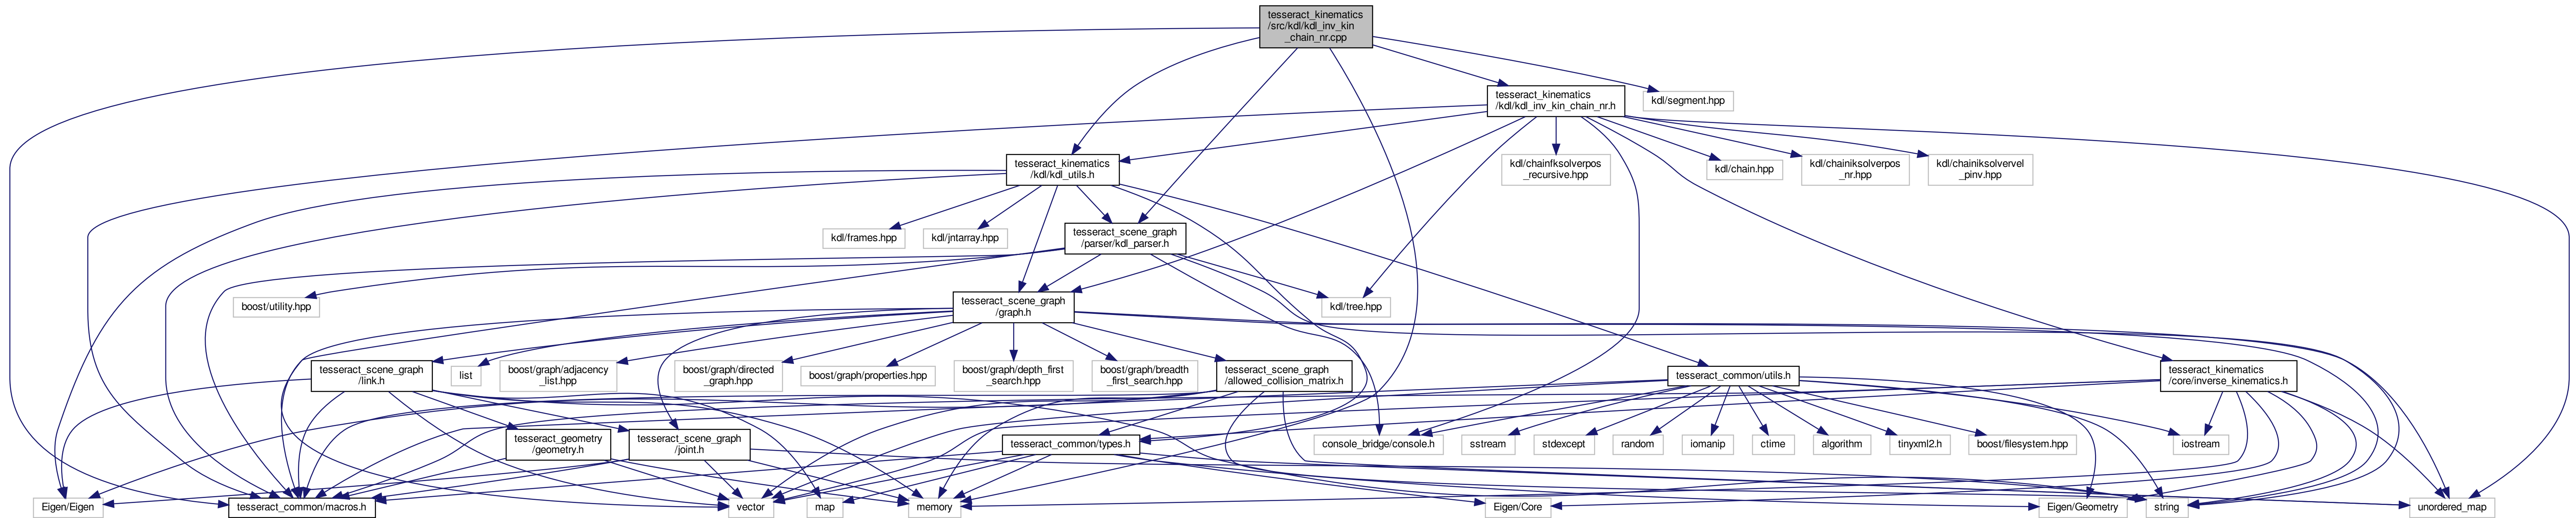 tesseract_kinematics
/src/kdl/kdl_inv_kin
_chain_nr.cpp
tesseract_kinematics
/kdl/kdl_inv_kin_chain_nr.h
kdl/segment.hpp
tesseract_kinematics
/kdl/kdl_utils.h
kdl/chainfksolverpos
_recursive.hpp
kdl/chain.hpp
kdl/chainiksolverpos
_nr.hpp
kdl/chainiksolvervel
_pinv.hpp
kdl/frames.hpp
kdl/jntarray.hpp
tesseract_scene_graph
/parser/kdl_parser.h
boost/utility.hpp
tesseract_scene_graph
/graph.h
kdl/tree.hpp
tesseract_scene_graph
/link.h
list
boost/graph/adjacency
_list.hpp
boost/graph/directed
_graph.hpp
boost/graph/properties.hpp
boost/graph/depth_first
_search.hpp
boost/graph/breadth
_first_search.hpp
tesseract_scene_graph
/allowed_collision_matrix.h
tesseract_common/utils.h
tesseract_kinematics
/core/inverse_kinematics.h
tesseract_geometry
/geometry.h
tesseract_scene_graph
/joint.h
tesseract_common/types.h
console_bridge/console.h
sstream
stdexcept
random
iomanip
ctime
algorithm
tinyxml2.h
boost/filesystem.hpp
iostream
Eigen/Eigen
tesseract_common/macros.h
vector
map
memory
Eigen/Core
Eigen/Geometry
string
unordered_map